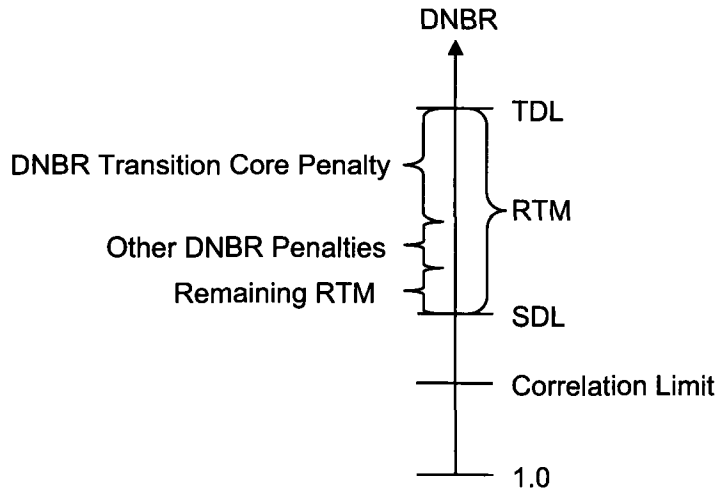 DNBR
TDL
DNBR Transition Core Penalty
RTM
Other DNBR Penalties
Remaining RTM
SDL
Correlation Limit
1.0